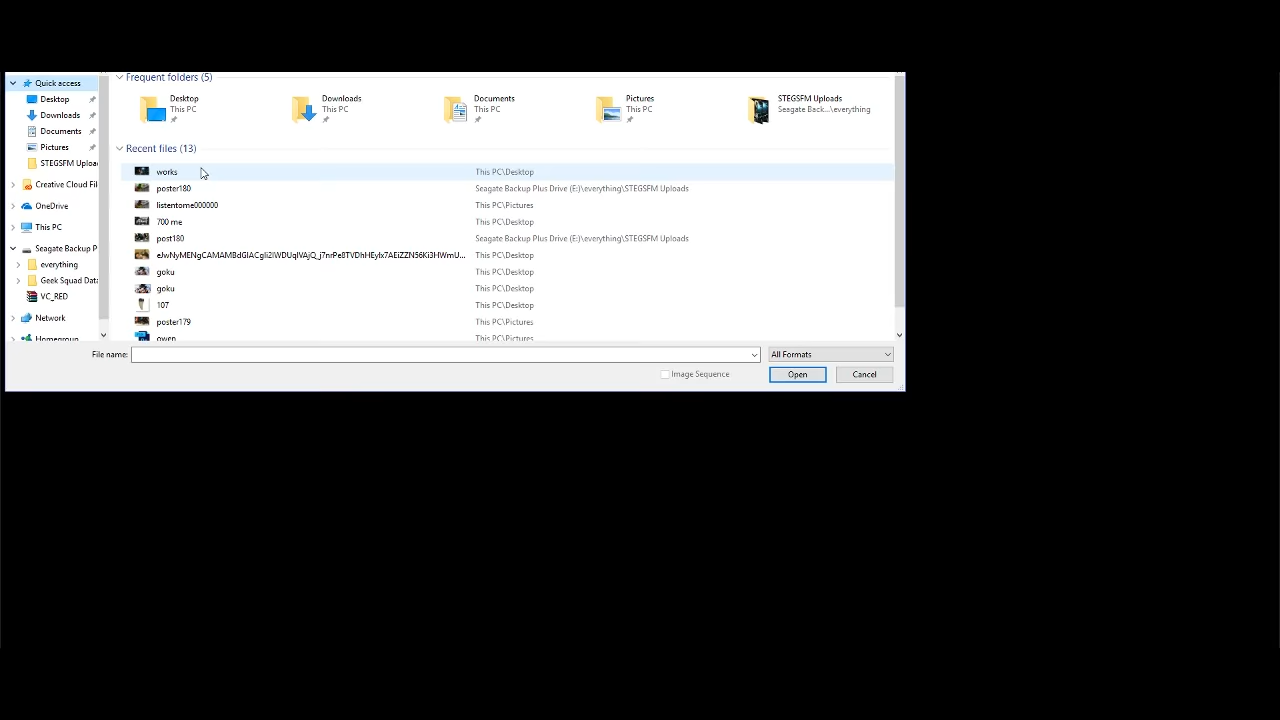 Quick access
Desktop
Downloads
Documents
Pictures
STEGSFM Uploa
Creative Cloud Fil
OneDrive
This PC
Seagate Backup P
everything
Geek Squad Data
VC_RED
Network
Homegroup
Frequent folders (5)
Desktop
This PC
Downloads
This PC
Documents
This PC
Pictures
This PC
STEGSFM Uploads
Seagate Back...\everything
Recent files (13)
works This PC\Desktop
poster180 Seagate Backup Plus Drive (E:)\everything\STEGSFM Uploads
listentome000000 This PC\Pictures
700 me This PC\Desktop
post180 Seagate Backup Plus Drive (E:)\everything\STEGSFM Uploads
This PC\Desktop
goku This PC\Desktop
goku This PC\Desktop
107 This PC\Desktop
poster179 This PC\Pictures
owen This PC\Pictures
File name: All Formats
Image Sequence Open Cancel